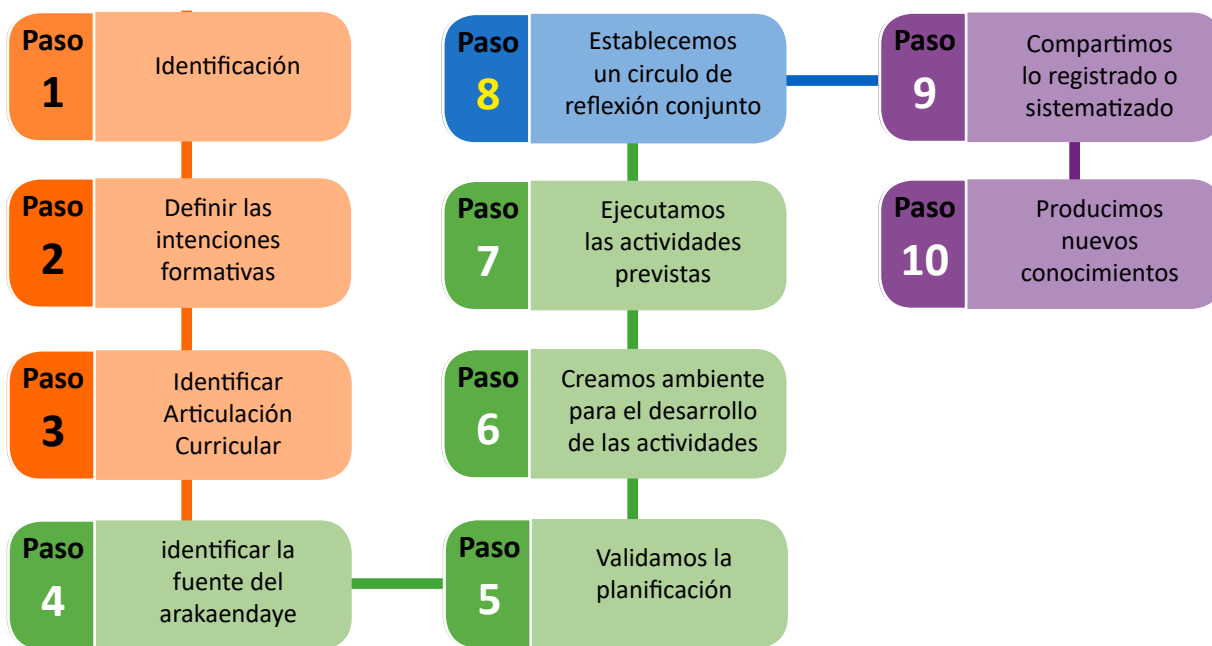 Paso
1
Identificación
Paso
2
Definir las
intenciones
formativas
Paso
3
Identificar
Articulación
Curricular
Paso
4
identificar la
fuente del
arakaendaye
Paso
5
Validamos la
planificación
Paso
6
Creamos ambiente
para el desarrollo
de las actividades
Paso
7
Ejecutamos
las actividades
previstas
Paso
8
Establecemos
un circulo de
reflexión conjunto
Paso
9
Compartimos
lo registrado o
sistematizado
Paso
10
Producimos
nuevos
conocimientos